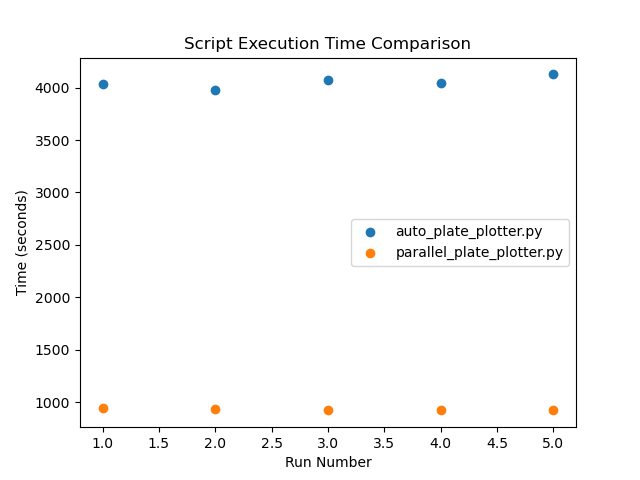 Script Execution Time Comparison
Time (seconds)
4000
3500
3000
2500
2000
1500
1000
auto_plate_plotter.py
parallel_plate_plotter.py
1.0 1.5 2.0 2.5 3.0 3.5 4.0 4.5 5.0
Run Number